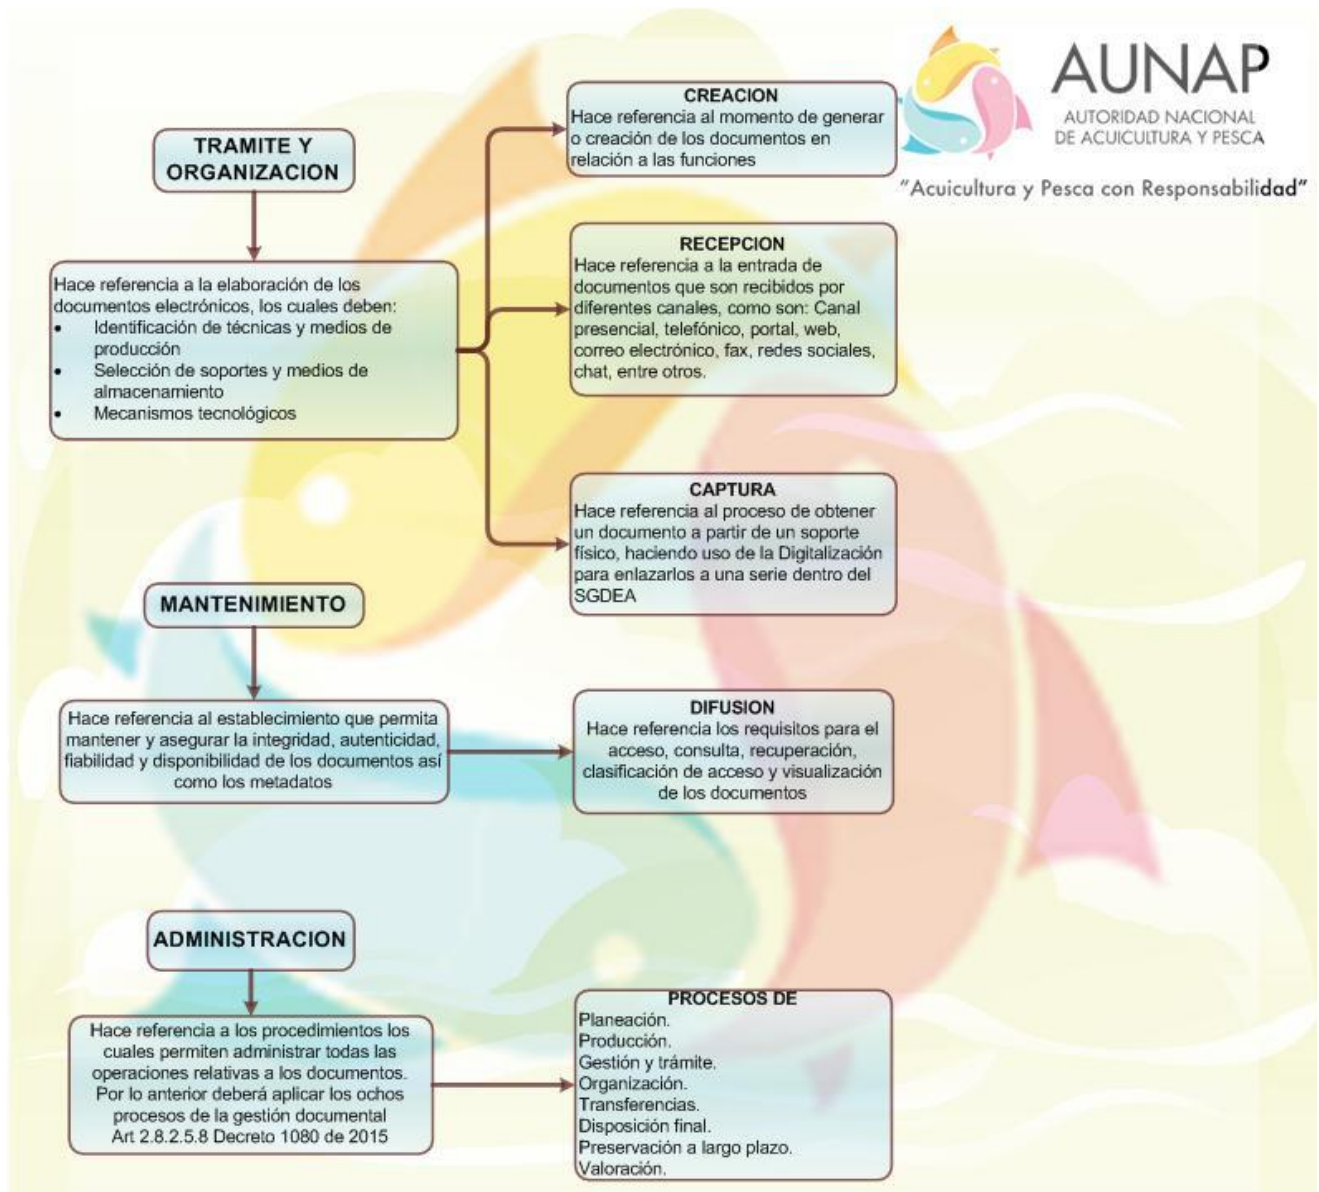 AUNAP
AUTORIDAD NACIONAL
DE ACUICULTURA Y PESCA
"Acuicultura y Pesca con Responsabilidad"
TRAMITE Y
ORGANIZACION
Hace referencia a la elaboración de los
documentos electrónicos, los cuales deben:
• Identificación de técnicas y medios de
producción
• Selección de soportes y medios de
almacenamiento
• Mecanismos tecnológicos
CREACION
Hace referencia al momento de generar
o creación de los documentos en
relación a las funciones
RECEPCION
Hace referencia a la entrada de
documentos que son recibidos por
diferentes canales, como son: Canal
presencial, telefónico, portal, web,
correo electrónico, fax, redes sociales,
chat, entre otros.
CAPTURA
Hace referencia al proceso de obtener
un documento a partir de un soporte
físico, haciendo uso de la Digitalización
para enlazarlos a una serie dentro del
SGDEA
MANTENIMIENTO
Hace referencia al establecimiento que permita
mantener y asegurar la integridad, autenticidad,
fiabilidad y disponibilidad de los documentos así
como los metadatos
DIFUSION
Hace referencia los requisitos para el
acceso, consulta, recuperación,
clasificación de acceso y visualización
de los documentos
ADMINISTRACION
Hace referencia a los procedimientos los
cuales permiten administrar todas las
operaciones relativas a los documentos.
Por lo anterior deberá aplicar los ochos
procesos de la gestión documental
Art 2.8.2.5.8 Decreto 1080 de 2015
PROCESOS DE
Planeación.
Producción.
Gestión y trámite.
Organización.
Transferencias.
Disposición final.
Preservación a largo plazo.
Valoración.